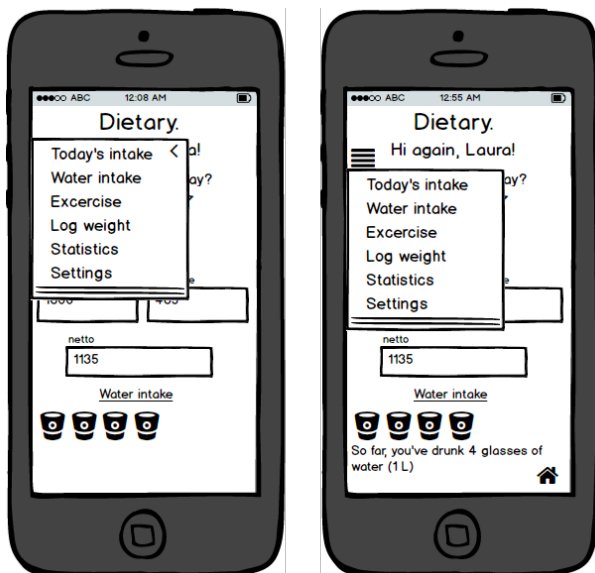 ABC 12:08 AM
Dietary.
Today's intake <
Water intake ay?
Excercise
Log weight
Statistics
Settings
netto
1135
Water intake
ABC 12:55 AM
Dietary.
Hi again, Laura!
Today's intake ay?
Water intake
Excercise
Log weight
Statistics
Settings
netto
1135
Water intake
So far, you've drunk 4 glasses of
water (1 L)